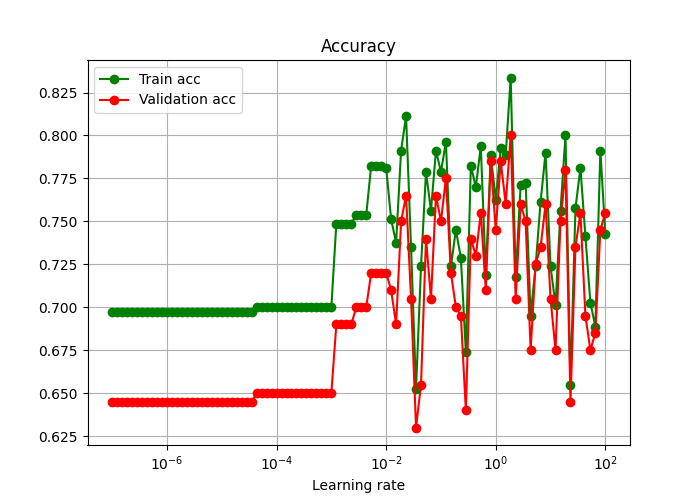 Accuracy
Train acc
Validation acc
0.825
0.800
0.775
0.750
0.725
0.700
0.675
0.650
0.625
10⁻⁶ 10⁻⁴ 10⁻² 10⁰ 10²
Learning rate